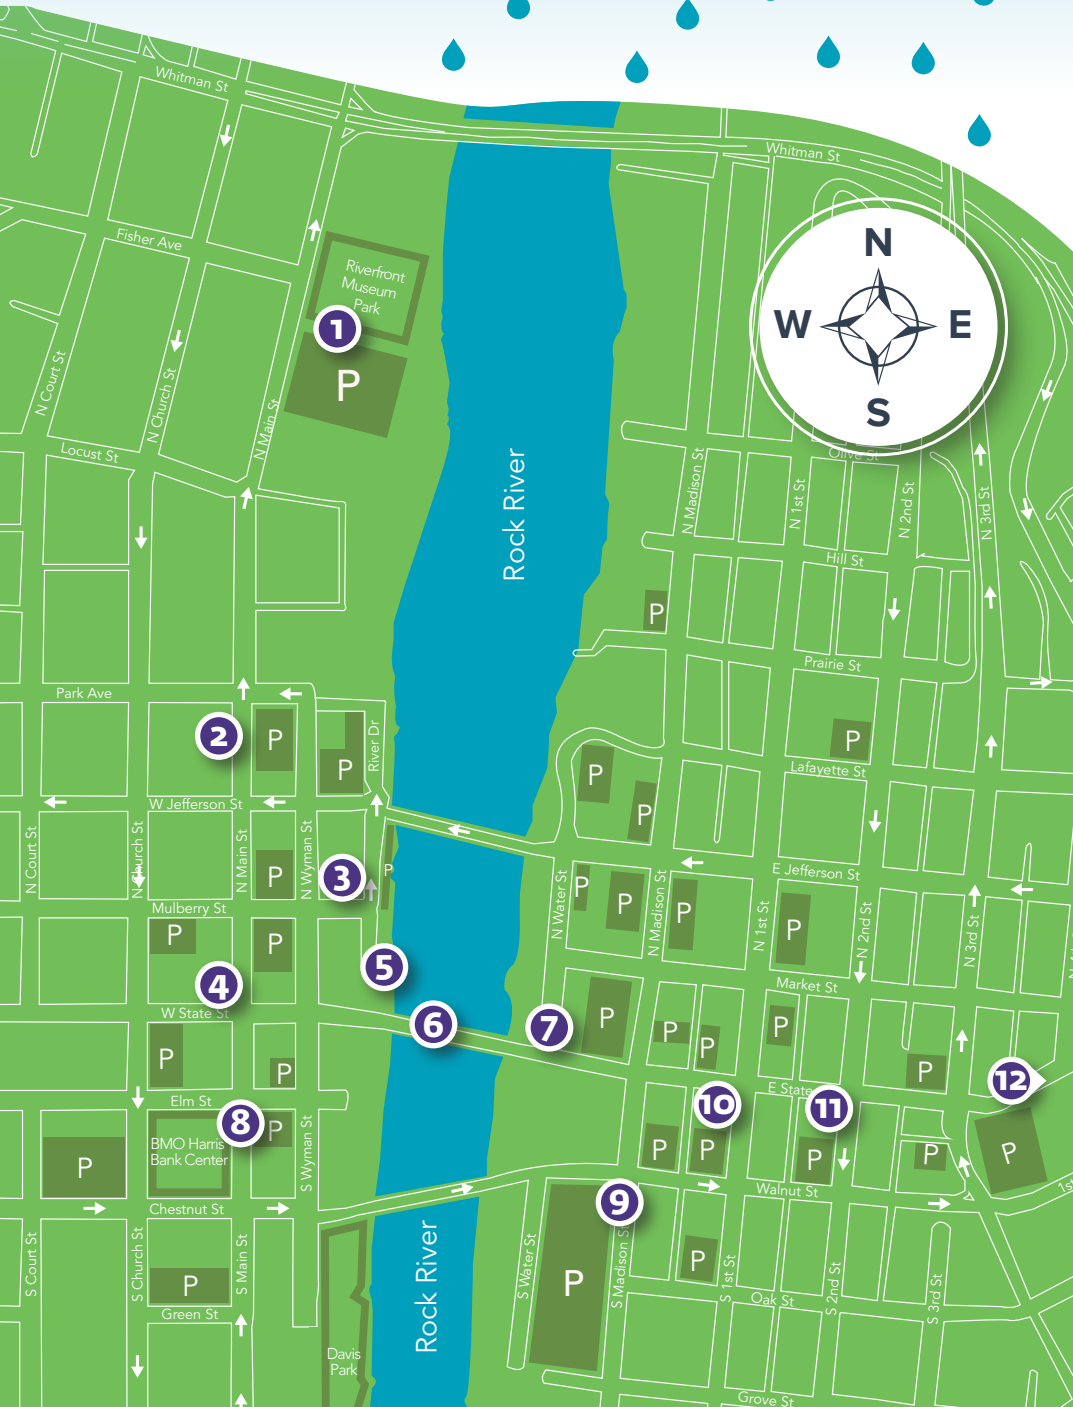 Whitman St
Whitman St
N
W E
S
Fisher Ave
Riverfront
Museum
Park
1
P
N Court St
N Church St
N Main St
Locust St
Rock River
N Madison St
N 1st St
Olive St
N 2nd St
N 3rd St
Hill St
P
Prairie St
Park Ave
2
P
P
River Dr
P
Lafayette St
P
P
W Jefferson St
E Jefferson St
N Court St
N Church St
N Main St
P
N Wyman St
3
P
N Water St
P
P
N Madison St
P
N 1st St
P
N 2nd St
N 3rd St
Mulberry St
P
P
4
5
Market St
W State St
6
7
P
P
P
P
P
P
P
12
Elm St
E State
10
11
8
P
BMO Harris
Bank Center
P
S Wyman St
P
P
P
P
P
1st
Chestnut St
Walnut St
9
S Court St
S Church St
P
S Main St
Rock River
S Water St
P
S Madison St
P
S 1st St
S 2nd St
S 3rd St
Green St
Oak St
Davis
Park
Grove St